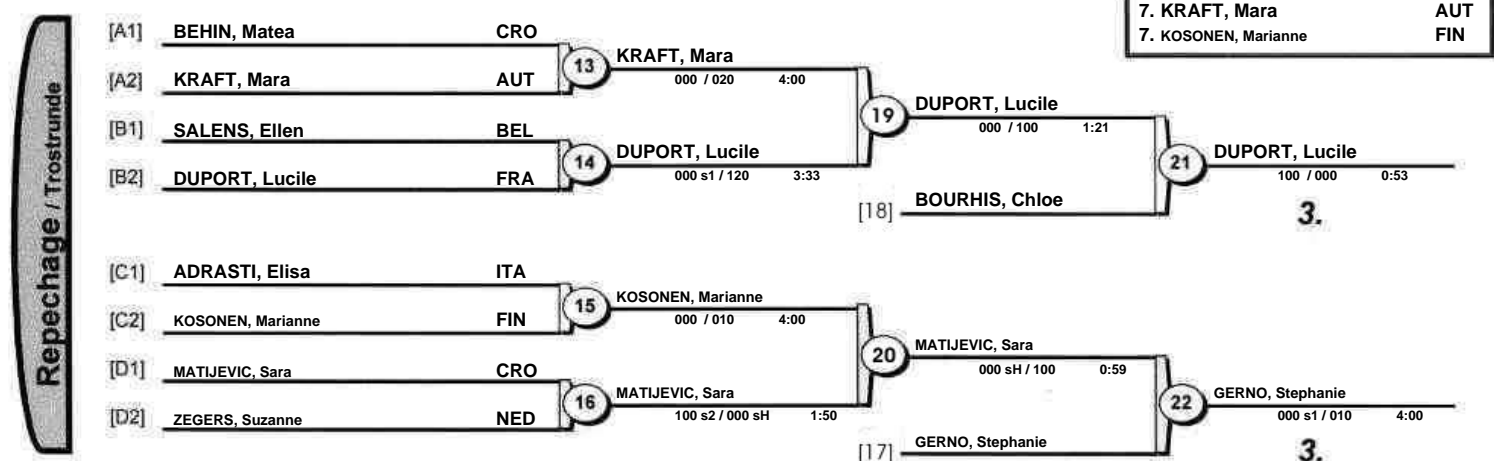 7. KRAFT, Mara AUT
7. KOSONEN, Marianne FIN
Repechage / Trostrunde
[A1] BEHIN, Matea CRO
[A2] KRAFT, Mara AUT
13 KRAFT, Mara
000 / 020 4:00
[B1] SALENS, Ellen BEL
[B2] DUPORT, Lucile FRA
14 DUPORT, Lucile
000 s1 / 120 3:33
19 DUPORT, Lucile
000 / 100 1:21
[18] BOURHIS, Chloe
21 DUPORT, Lucile
100 / 000 0:53
3.
[C1] ADRASTI, Elisa ITA
[C2] KOSONEN, Marianne FIN
15 KOSONEN, Marianne
000 / 010 4:00
[D1] MATIJEVIC, Sara CRO
[D2] ZEGERS, Suzanne NED
16 MATIJEVIC, Sara
100 s2 / 000 sH 1:50
20 MATIJEVIC, Sara
000 sH / 100 0:59
[17] GERNO, Stephanie
22 GERNO, Stephanie
000 s1 / 010 4:00
3.